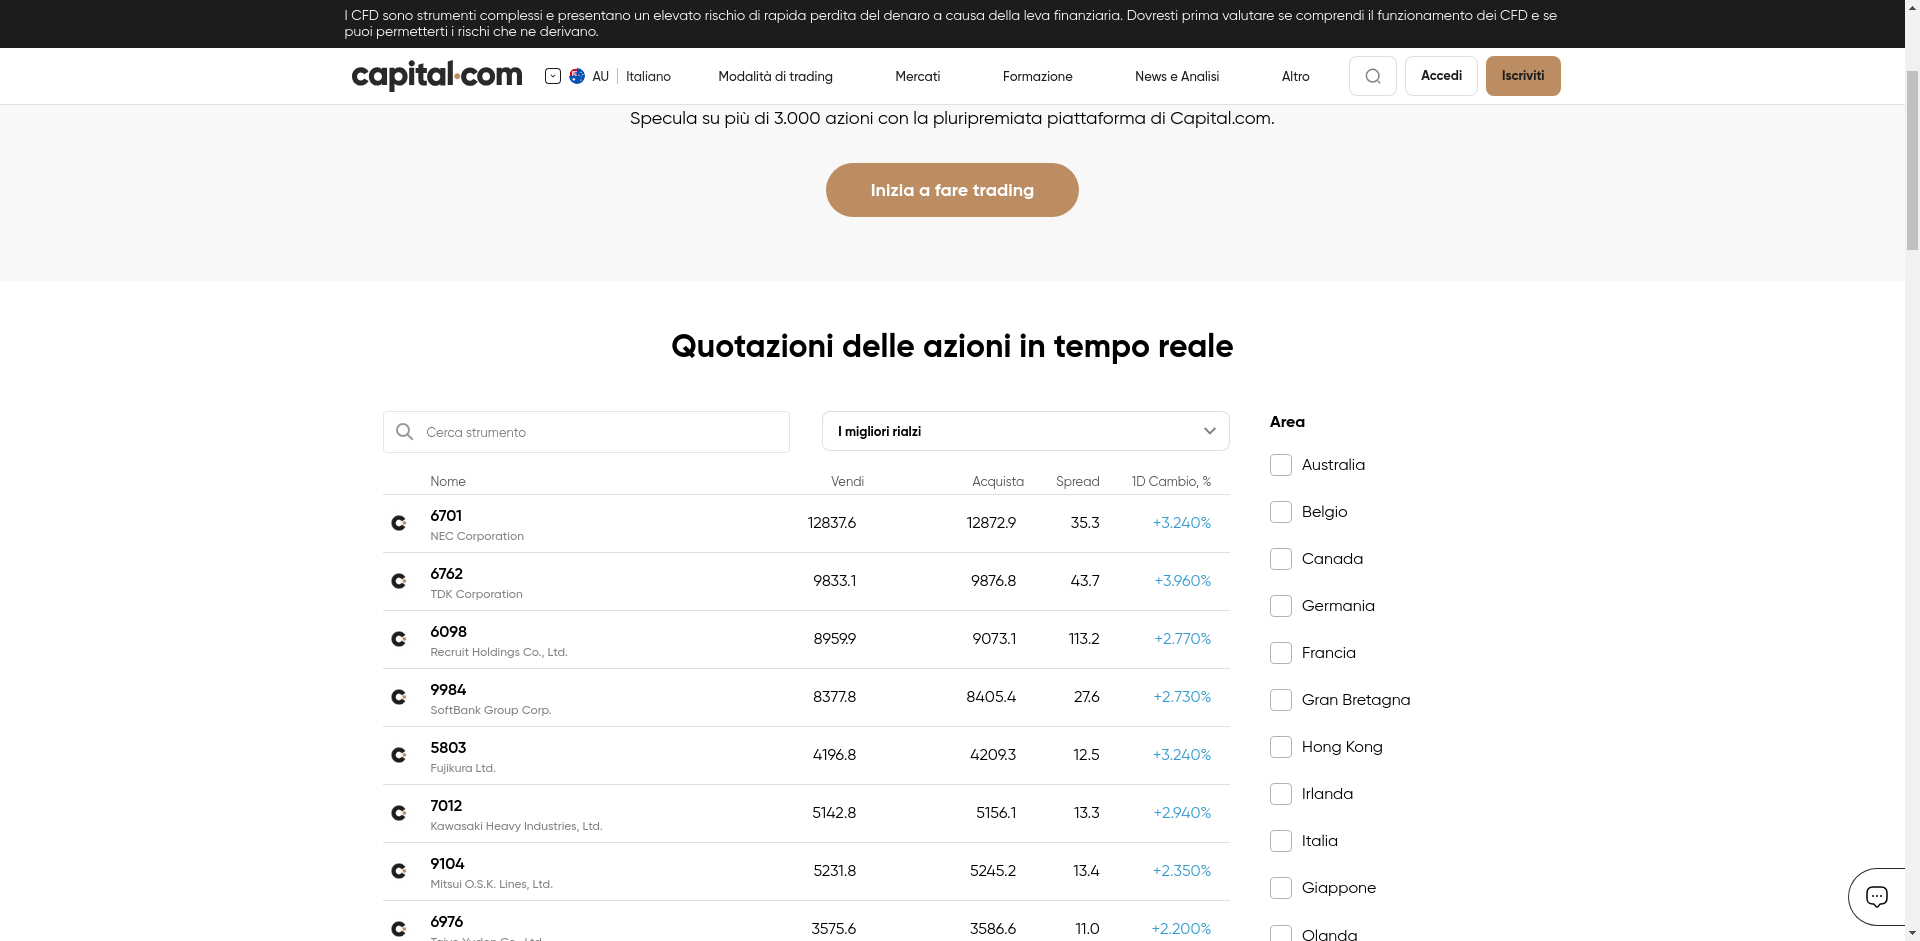 I CFD sono strumenti complessi e presentano un elevato rischio di rapida perdita del denaro a causa della leva finanziaria. Dovresti prima valutare se comprendi il funzionamento dei CFD e se
puoi permetterti i rischi che ne derivano.
capital.com
AU
Italiano
Modalità di trading
Mercati
Formazione
News e Analisi
Altro
Accedi
Iscriviti
Specula su più di 3.000 azioni con la pluripremiata piattaforma di Capital.com.
Inizia a fare trading
Quotazioni delle azioni in tempo reale
Cerca strumento
I migliori rialzi
Nome Vendi Acquista Spread 1D Cambio, %
6701
NEC Corporation
12837.6 12872.9 35.3 +3.240%
6762
TDK Corporation
9833.1 9876.8 43.7 +3.960%
6098
Recruit Holdings Co., Ltd.
8959.9 9073.1 113.2 +2.770%
9984
SoftBank Group Corp.
8377.8 8405.4 27.6 +2.730%
5803
Fujikura Ltd.
4196.8 4209.3 12.5 +3.240%
7012
Kawasaki Heavy Industries, Ltd.
5142.8 5156.1 13.3 +2.940%
9104
Mitsui O.S.K. Lines, Ltd.
5231.8 5245.2 13.4 +2.350%
6976
Taiyo Yuden Co., Ltd.
3575.6 3586.6 11.0 +2.200%
Area
Australia
Belgio
Canada
Germania
Francia
Gran Bretagna
Hong Kong
Irlanda
Italia
Giappone
Olanda